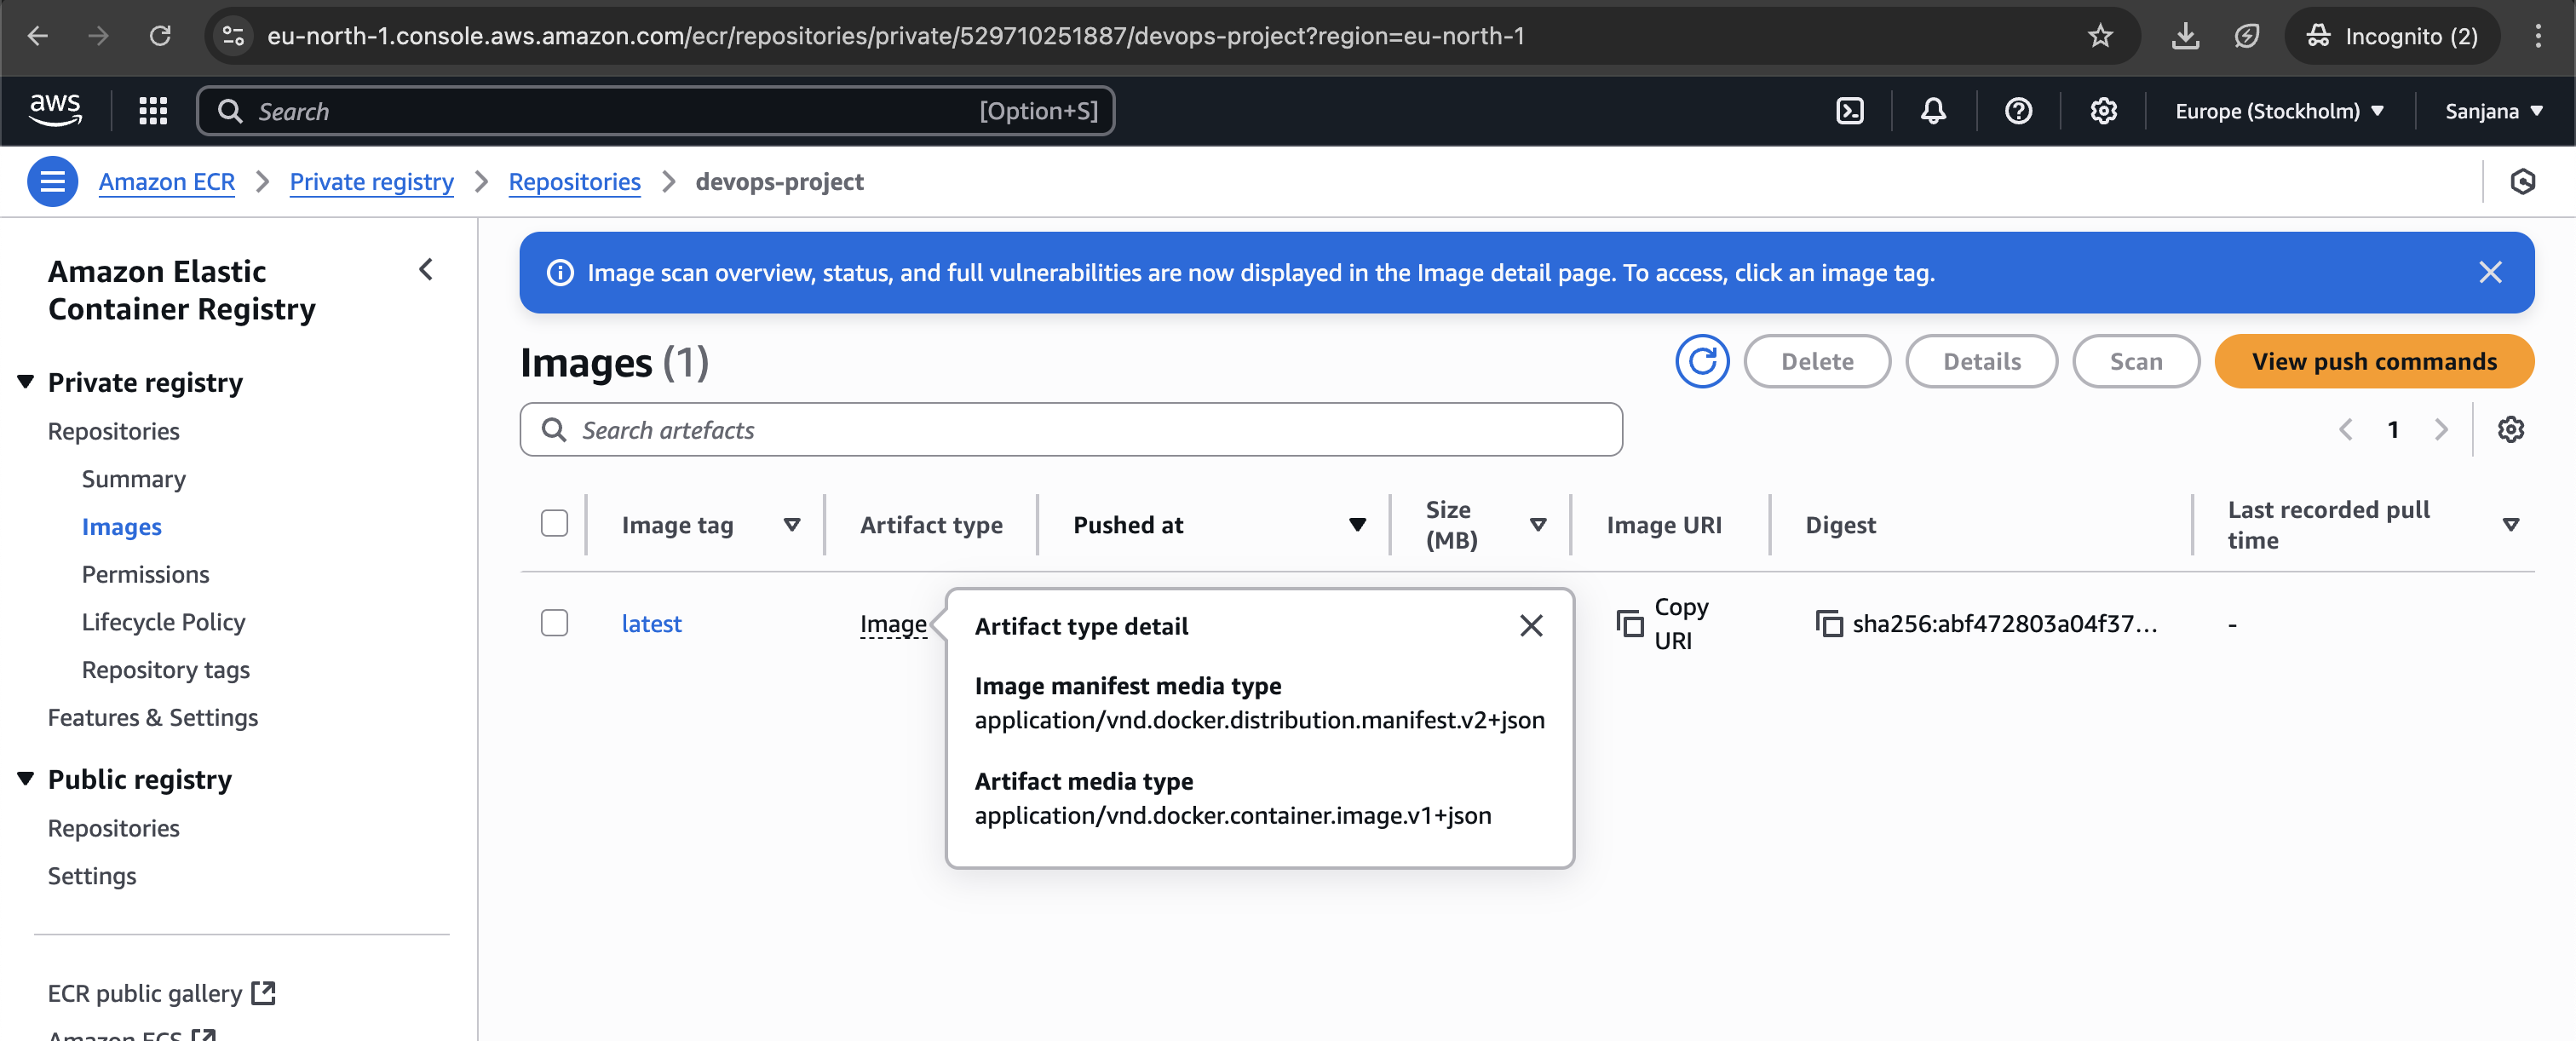 eu-north-1.console.aws.amazon.com/ecr/repositories/private/529710251887/devops-project?region=eu-north-1
Incognito (2)
aws
Search
[Option+S]
Europe (Stockholm)
Sanjana
Amazon ECR
Private registry
Repositories
devops-project
Amazon Elastic
Container Registry
Private registry
Repositories
Summary
Images
Permissions
Lifecycle Policy
Repository tags
Features & Settings
Public registry
Repositories
Settings
ECR public gallery
Amazon ECS
Image scan overview, status, and full vulnerabilities are now displayed in the Image detail page. To access, click an image tag.
Images (1)
Delete
Details
Scan
View push commands
Search artefacts
1
Image tag
Artifact type
Pushed at
Size
(MB)
Image URI
Digest
Last recorded pull
time
latest
Image
Artifact type detail
Image manifest media type
application/vnd.docker.distribution.manifest.v2+json
Artifact media type
application/vnd.docker.container.image.v1+json
Copy
URI
sha256:abf472803a04f37...
-